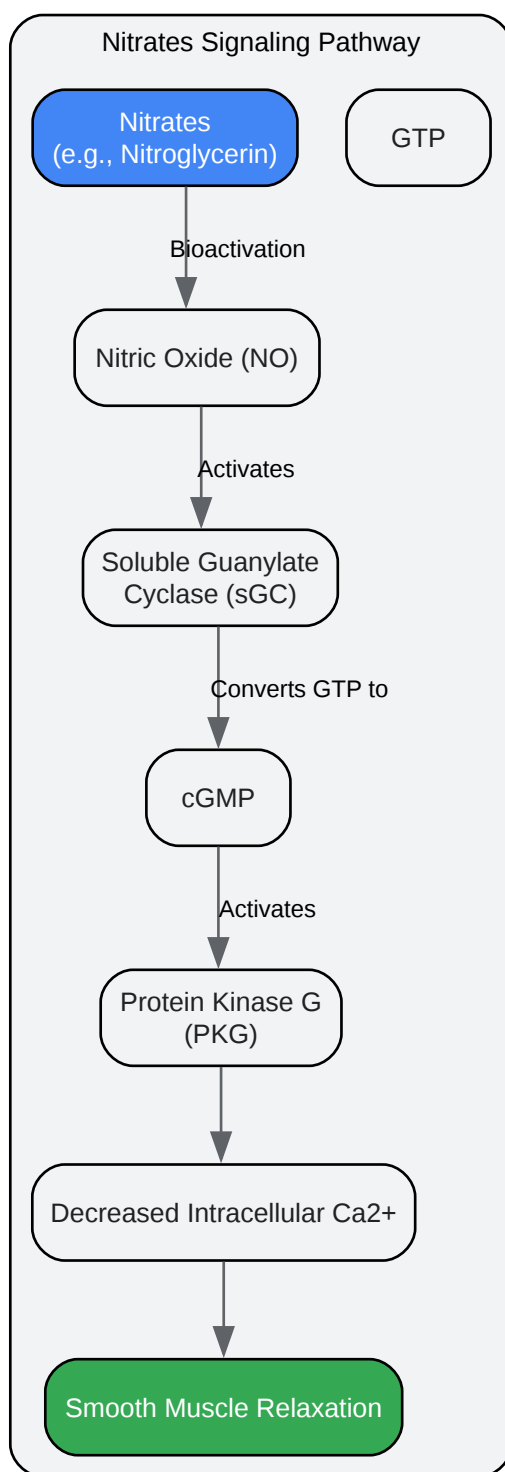 Nitrates Signaling Pathway
Nitrates
(e.g., Nitroglycerin)
GTP
Bioactivation
Nitric Oxide (NO)
Activates
Soluble Guanylate
Cyclase (sGC)
Converts GTP to
cGMP
Activates
Protein Kinase G
(PKG)
Decreased Intracellular Ca2+
Smooth Muscle Relaxation